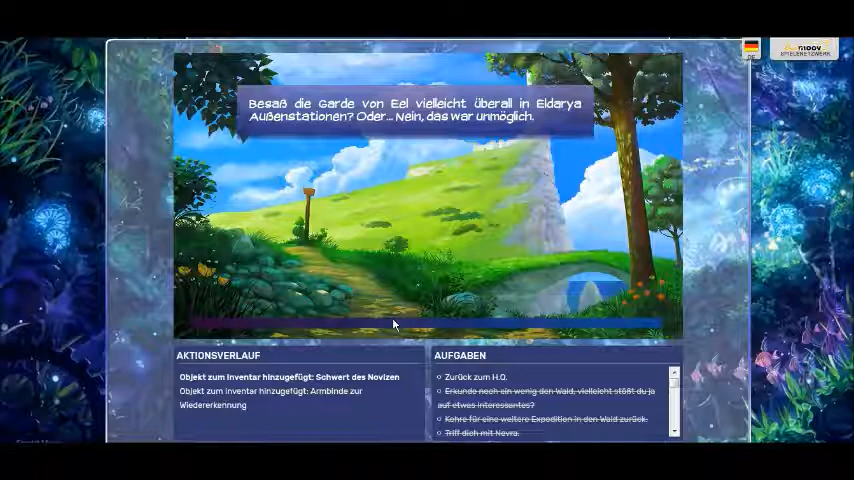 DE
moov
SPIELENETZWERK
Besaß die Garde von Eel vielleicht überall in Eldarya
Außenstationen? Oder... Nein, das war unmöglich.
AKTIONSVERLAUF
Objekt zum Inventar hinzugefügt: Schwert des Novizen
Objekt zum Inventar hinzugefügt: Armbinde zur
Wiedererkennung
AUFGABEN
Zurück zum H.Q.
Erkunde noch ein wenig den Wald, vielleicht stößt du ja
auf etwas Interessantes?
Kehre für eine weitere Expedition in den Wald zurück.
Triff dich mit Nevra.